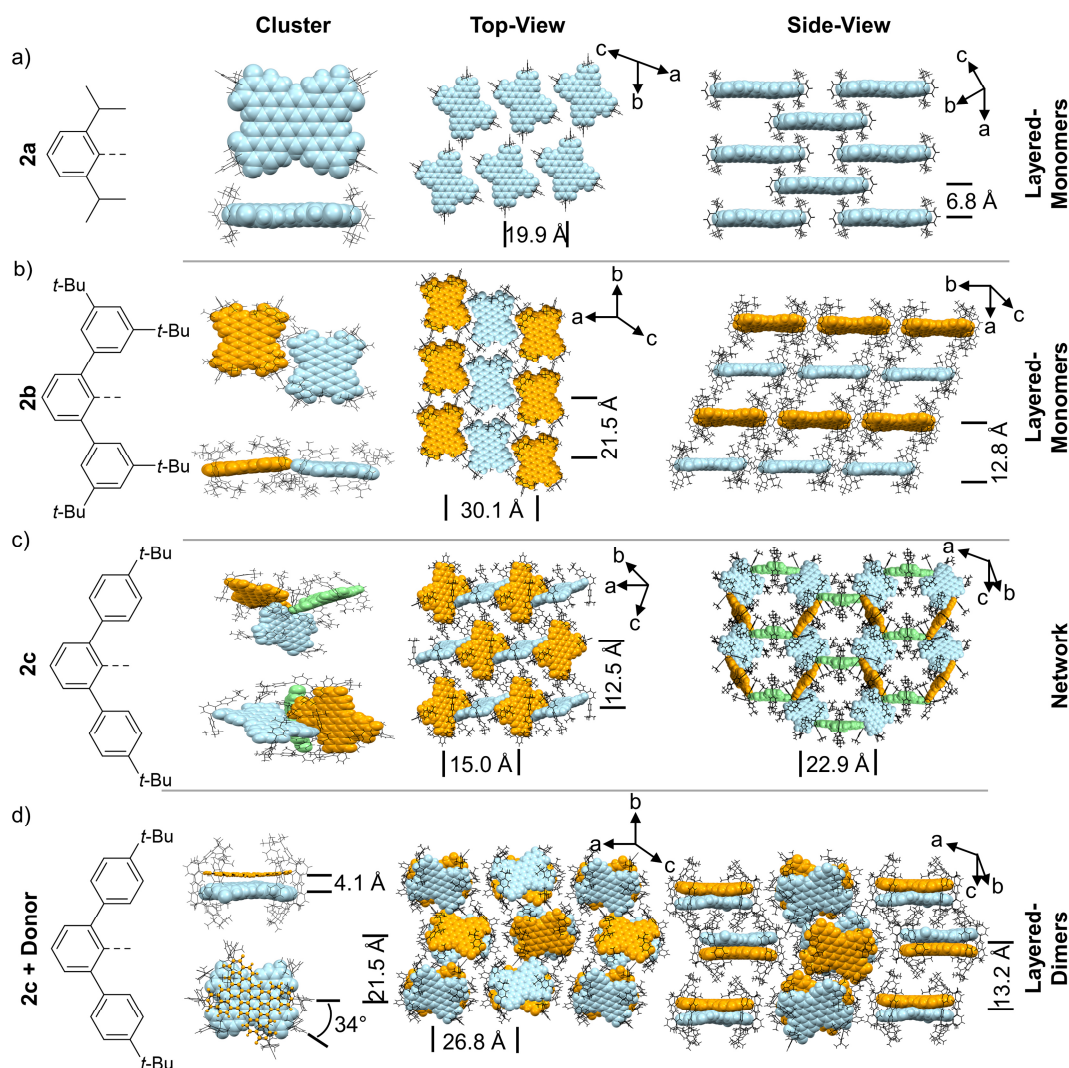 Cluster
Top-View
Side-View
a)
2a
c
a
b
19.9 Å
c
b
a
6.8 Å
Layered-
Monomers
b)
t-Bu
t-Bu
2b
t-Bu
t-Bu
b
a
c
21.5 Å
30.1 Å
b
a
c
12.8 Å
Layered-
Monomers
c)
t-Bu
2c
t-Bu
b
a
c
12.5 Å
15.0 Å
a
c
b
22.9 Å
Network
d)
t-Bu
2c + Donor
t-Bu
4.1 Å
34°
b
a
c
21.5 Å
26.8 Å
a
c
b
13.2 Å
Layered-
Dimers